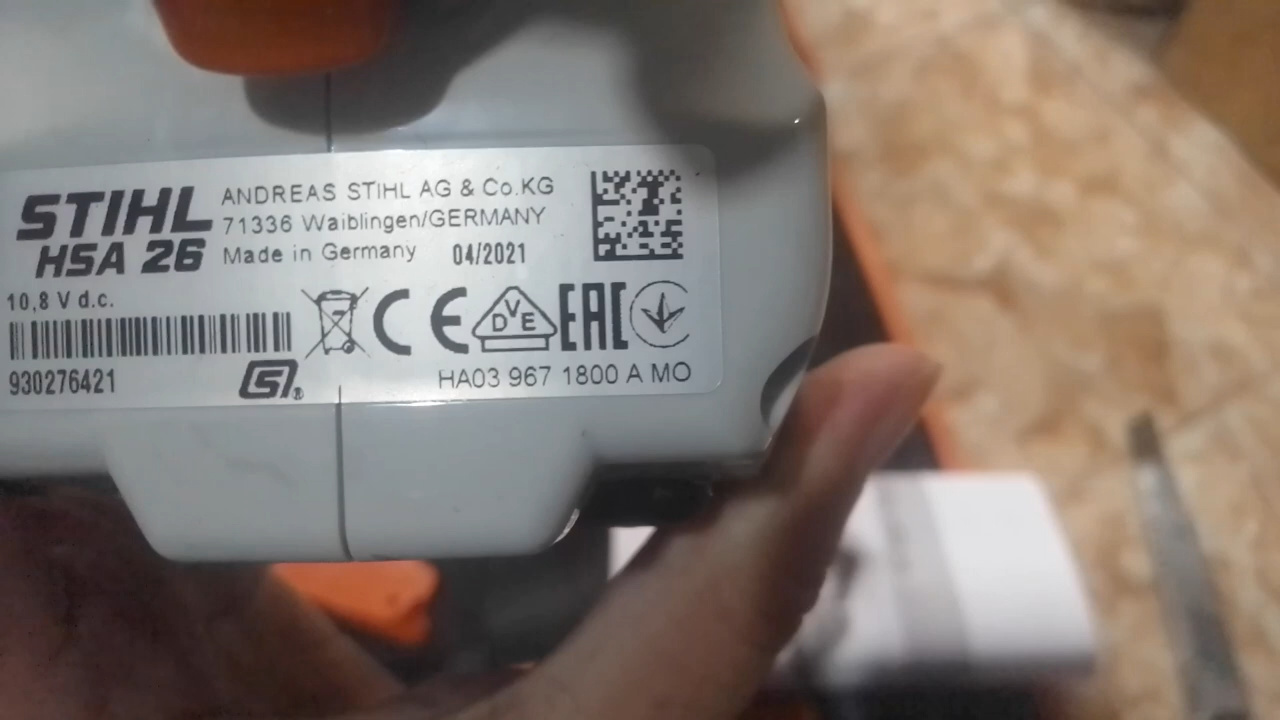 STIHL
HSA 26
ANDREAS STIHL AG & Co.KG
71336 Waiblingen/GERMANY
Made in Germany 04/2021
10,8 V d.c.
CE DVE EAC
930276421
S®
HA03 967 1800 A MO